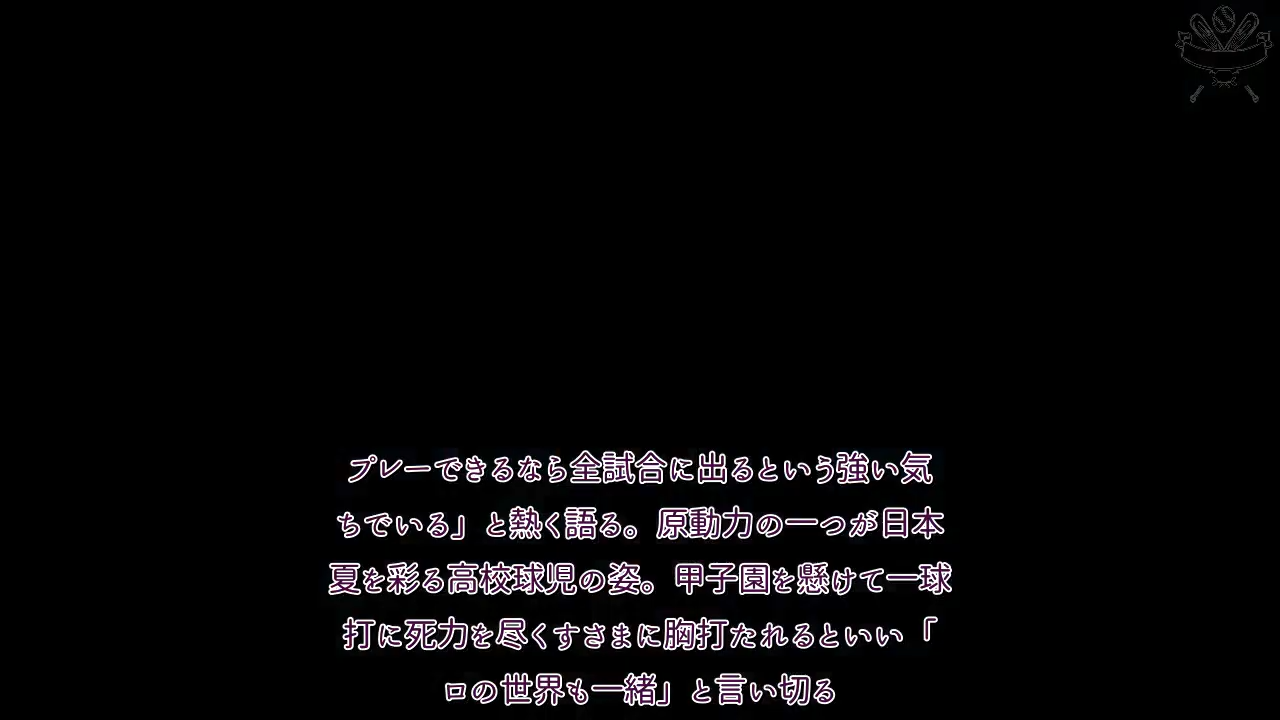 プレーできるなら全試合に出るという強い気
ちでいる」と熱く語る。原動力の一つが日本
夏を彩る高校球児の姿。甲子園を懸けて一球
打に死力を尽くすさまに胸打たれるといい「
ロの世界も一緒」と言い切る